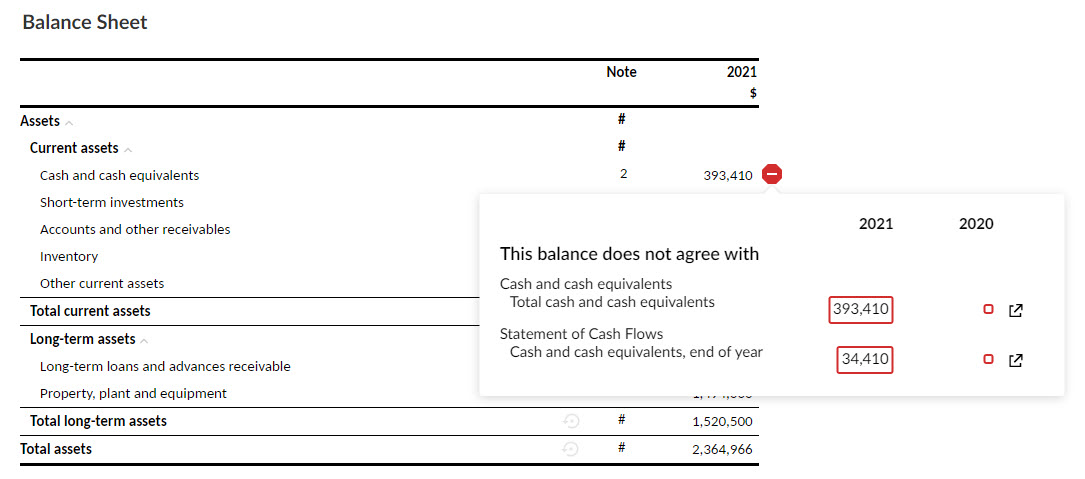 Balance Sheet
Note 2021
$
Assets #
Current assets #
Cash and cash equivalents 2 393,410
Short-term investments
Accounts and other receivables
Inventory
Other current assets
Total current assets
Long-term assets
Long-term loans and advances receivable
Property, plant and equipment
Total long-term assets # 1,520,500
Total assets # 2,364,966
2021 2020
This balance does not agree with
Cash and cash equivalents
Total cash and cash equivalents 393,410
Statement of Cash Flows
Cash and cash equivalents, end of year 34,410